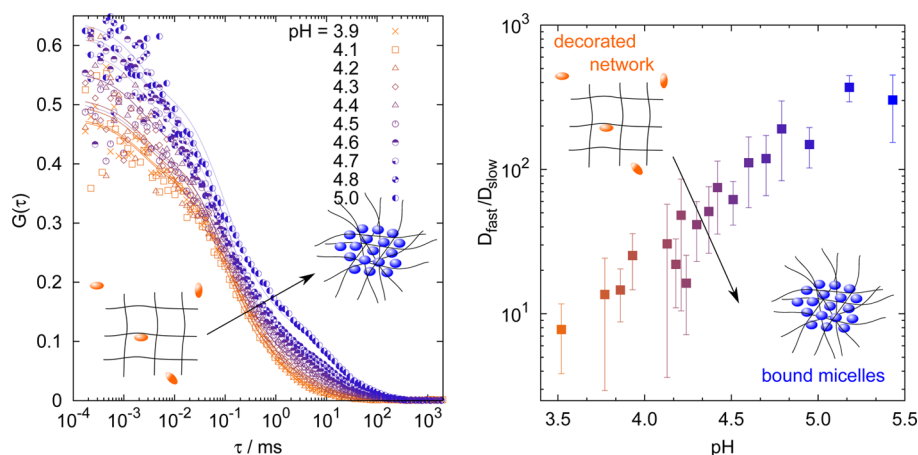 0.6
0.5
0.4
0.3
0.2
0.1
0
G(τ)
pH = 3.9
4.1
4.2
4.3
4.4
4.5
4.6
4.7
4.8
5.0
10⁻⁴ 10⁻³ 10⁻² 10⁻¹ 10⁰ 10¹ 10² 10³
τ / ms
10³
10²
10¹
D_fast/D_slow
decorated
network
bound micelles
3.5 4.0 4.5 5.0 5.5
pH